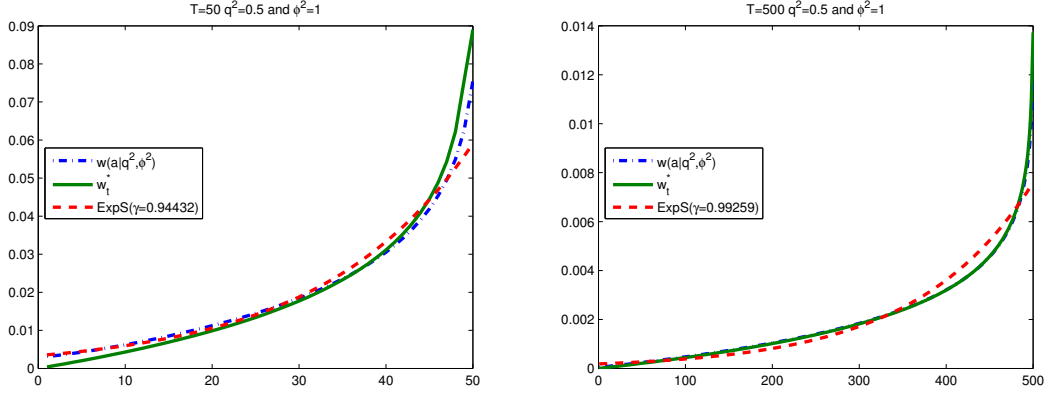 T=50 q²=0.5 and ϕ²=1
0.09
0.08
0.07
0.06
0.05
0.04
0.03
0.02
0.01
0
0 10 20 30 40 50
w(a|q²,ϕ²)
w_t^*
ExpS(γ=0.94432)
T=500 q²=0.5 and ϕ²=1
0.014
0.012
0.01
0.008
0.006
0.004
0.002
0
0 100 200 300 400 500
w(a|q²,ϕ²)
w_t^*
ExpS(γ=0.99259)